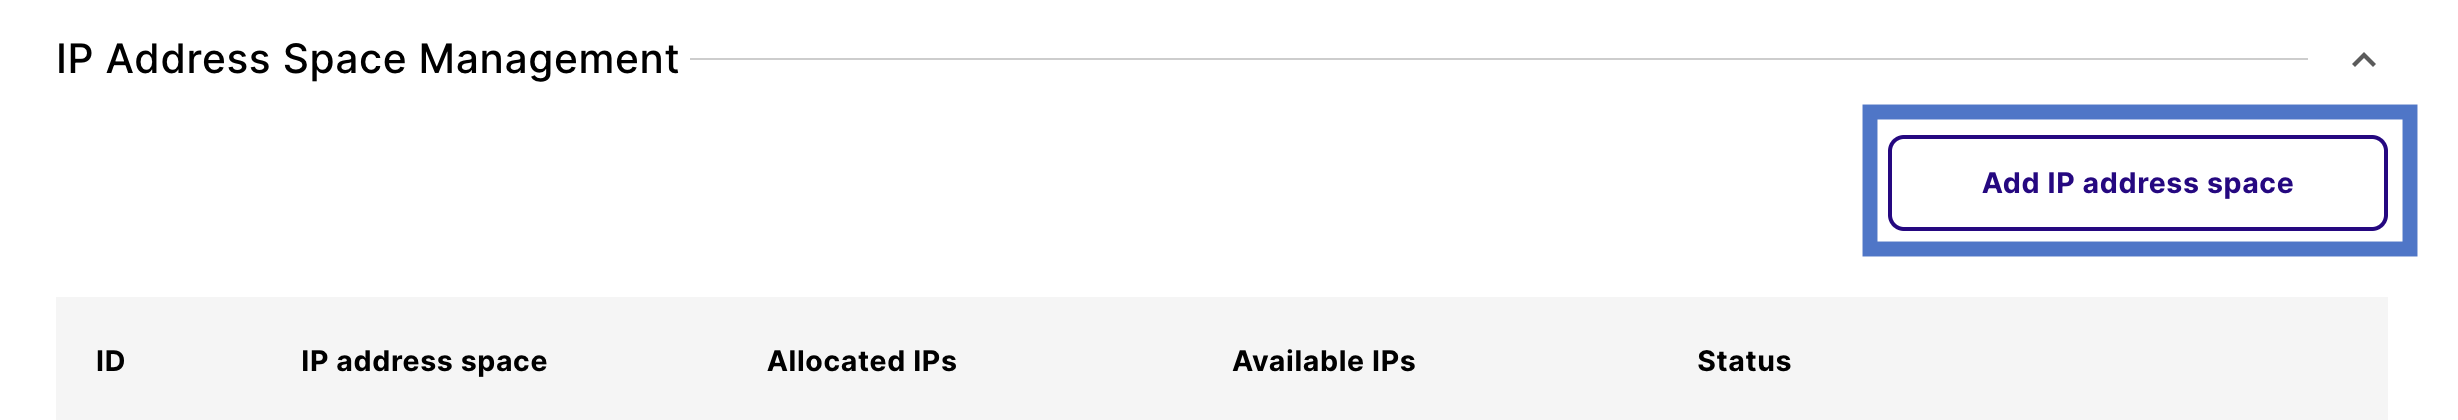 IP Address Space Management
Add IP address space
ID IP address space Allocated IPs Available IPs Status